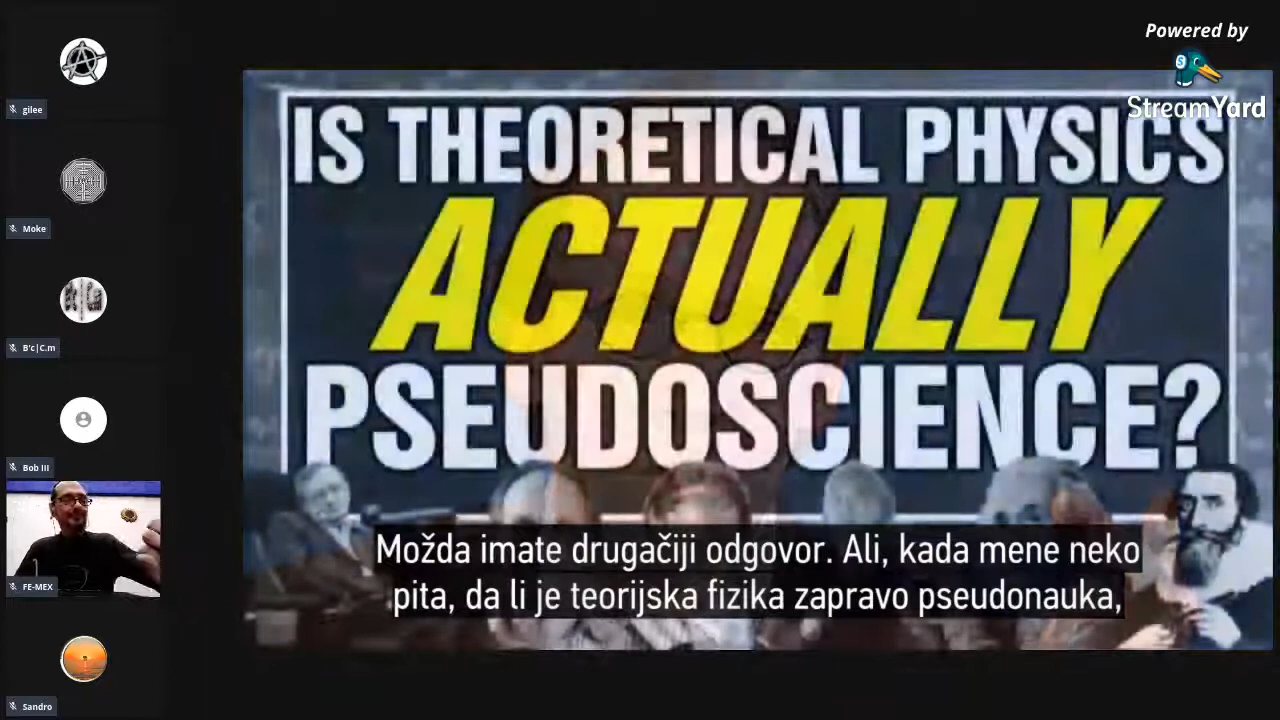 Powered by
StreamYard
gilee
Moke
B'c|C.m
Bob III
FE-MEX
Sandro
IS THEORETICAL PHYSICS
ACTUALLY
PSEUDOSCIENCE?
Možda imate drugačiji odgovor. Ali, kada mene neko
pita, da li je teorijska fizika zapravo pseudonauka,